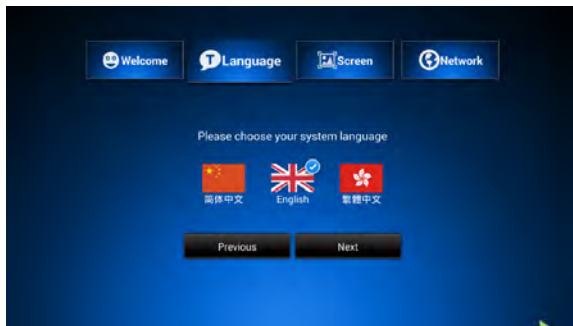 Welcome
Language
Screen
Network
Please choose your system language
简体中文
English
繁體中文
Previous
Next